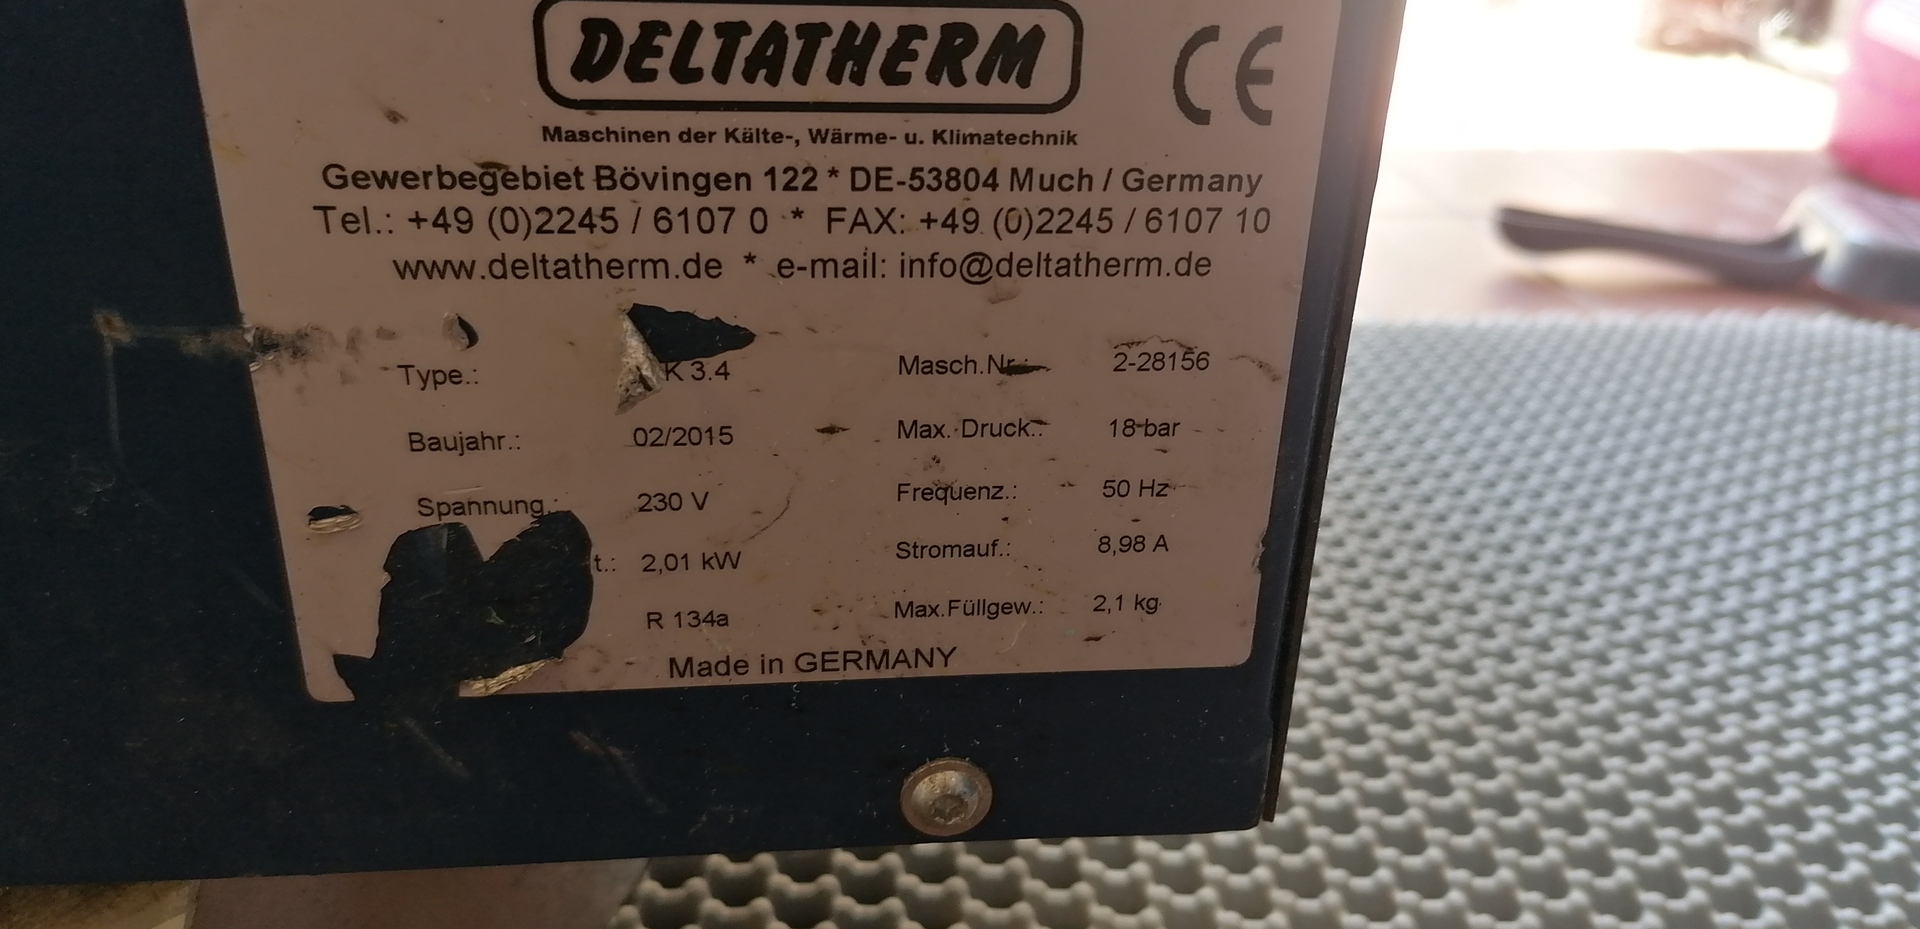 DELTATHERM
CE
Maschinen der Kälte-, Wärme- u. Klimatechnik
Gewerbegebiet Bövingen 122 * DE-53804 Much / Germany
Tel.: +49 (0)2245 / 6107 0 * FAX: +49 (0)2245 / 6107 10
www.deltatherm.de * e-mail: info@deltatherm.de
Type.: K 3.4 Masch.Nr.: 2-28156
Baujahr.: 02/2015 Max. Druck.: 18 bar
Spannung.: 230 V Frequenz.: 50 Hz
t.: 2,01 kW Stromauf.: 8,98 A
R 134a Max.Füllgew.: 2,1 kg
Made in GERMANY